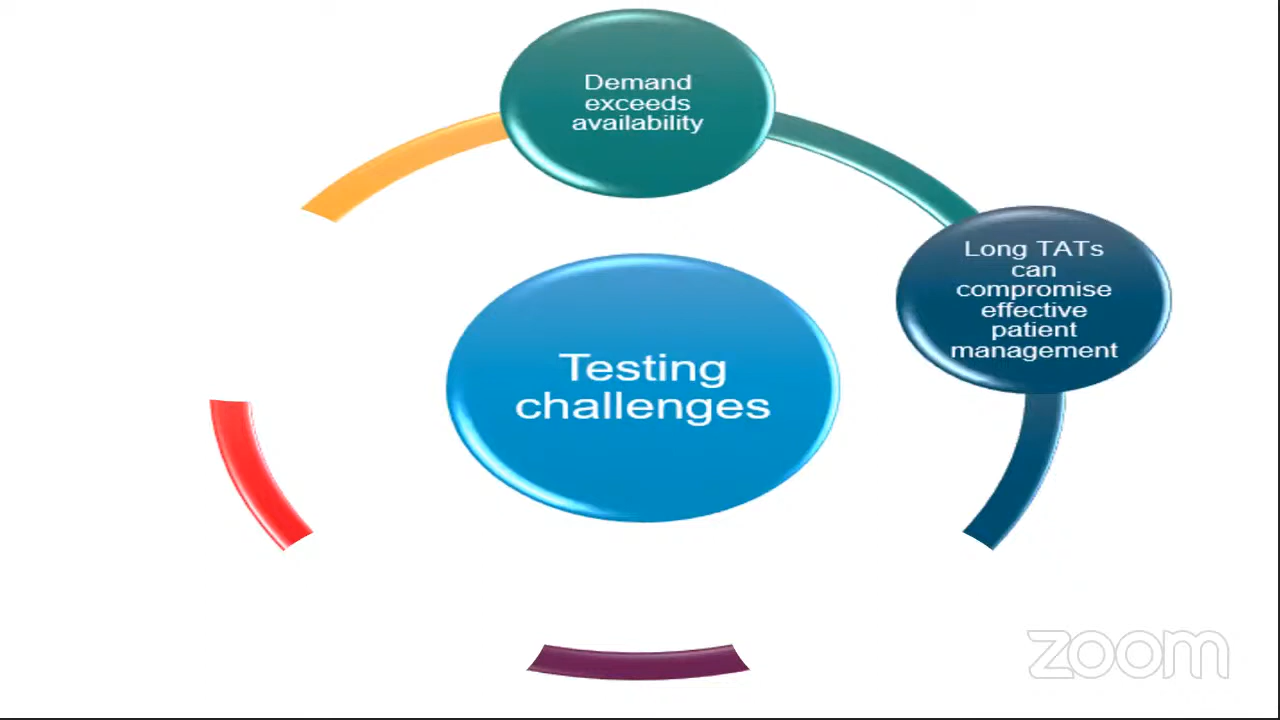 Demand
exceeds
availability
Long TATs
can
compromise
effective
patient
management
Testing
challenges
zoom